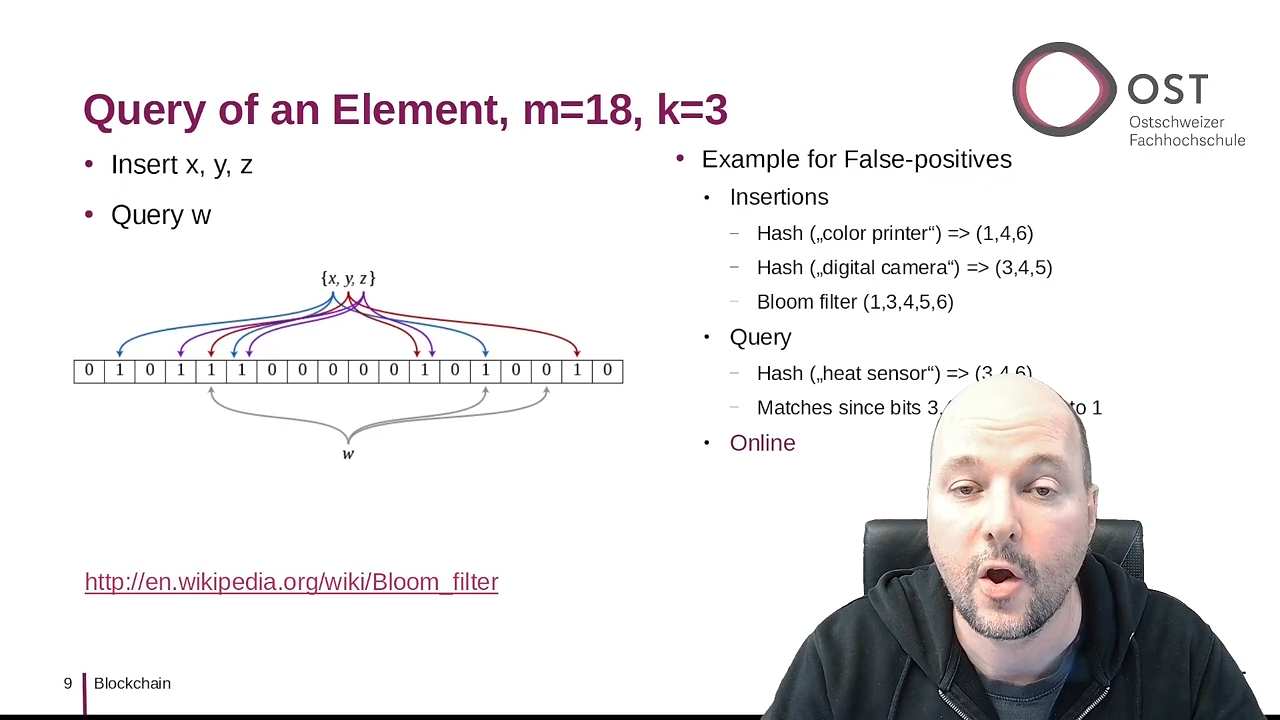 OST
Ostschweizer
Fachhochschule
Query of an Element, m=18, k=3
• Insert x, y, z
• Query w
{x, y, z}
0 1 0 1 1 1 0 0 0 0 0 1 0 1 0 0 1 0
w
http://en.wikipedia.org/wiki/Bloom_filter
• Example for False-positives
• Insertions
– Hash („color printer“) => (1,4,6)
– Hash („digital camera“) => (3,4,5)
– Bloom filter (1,3,4,5,6)
• Query
– Hash („heat sensor“) => (3,4,6)
– Matches since bits 3, to 1
• Online
9 Blockchain